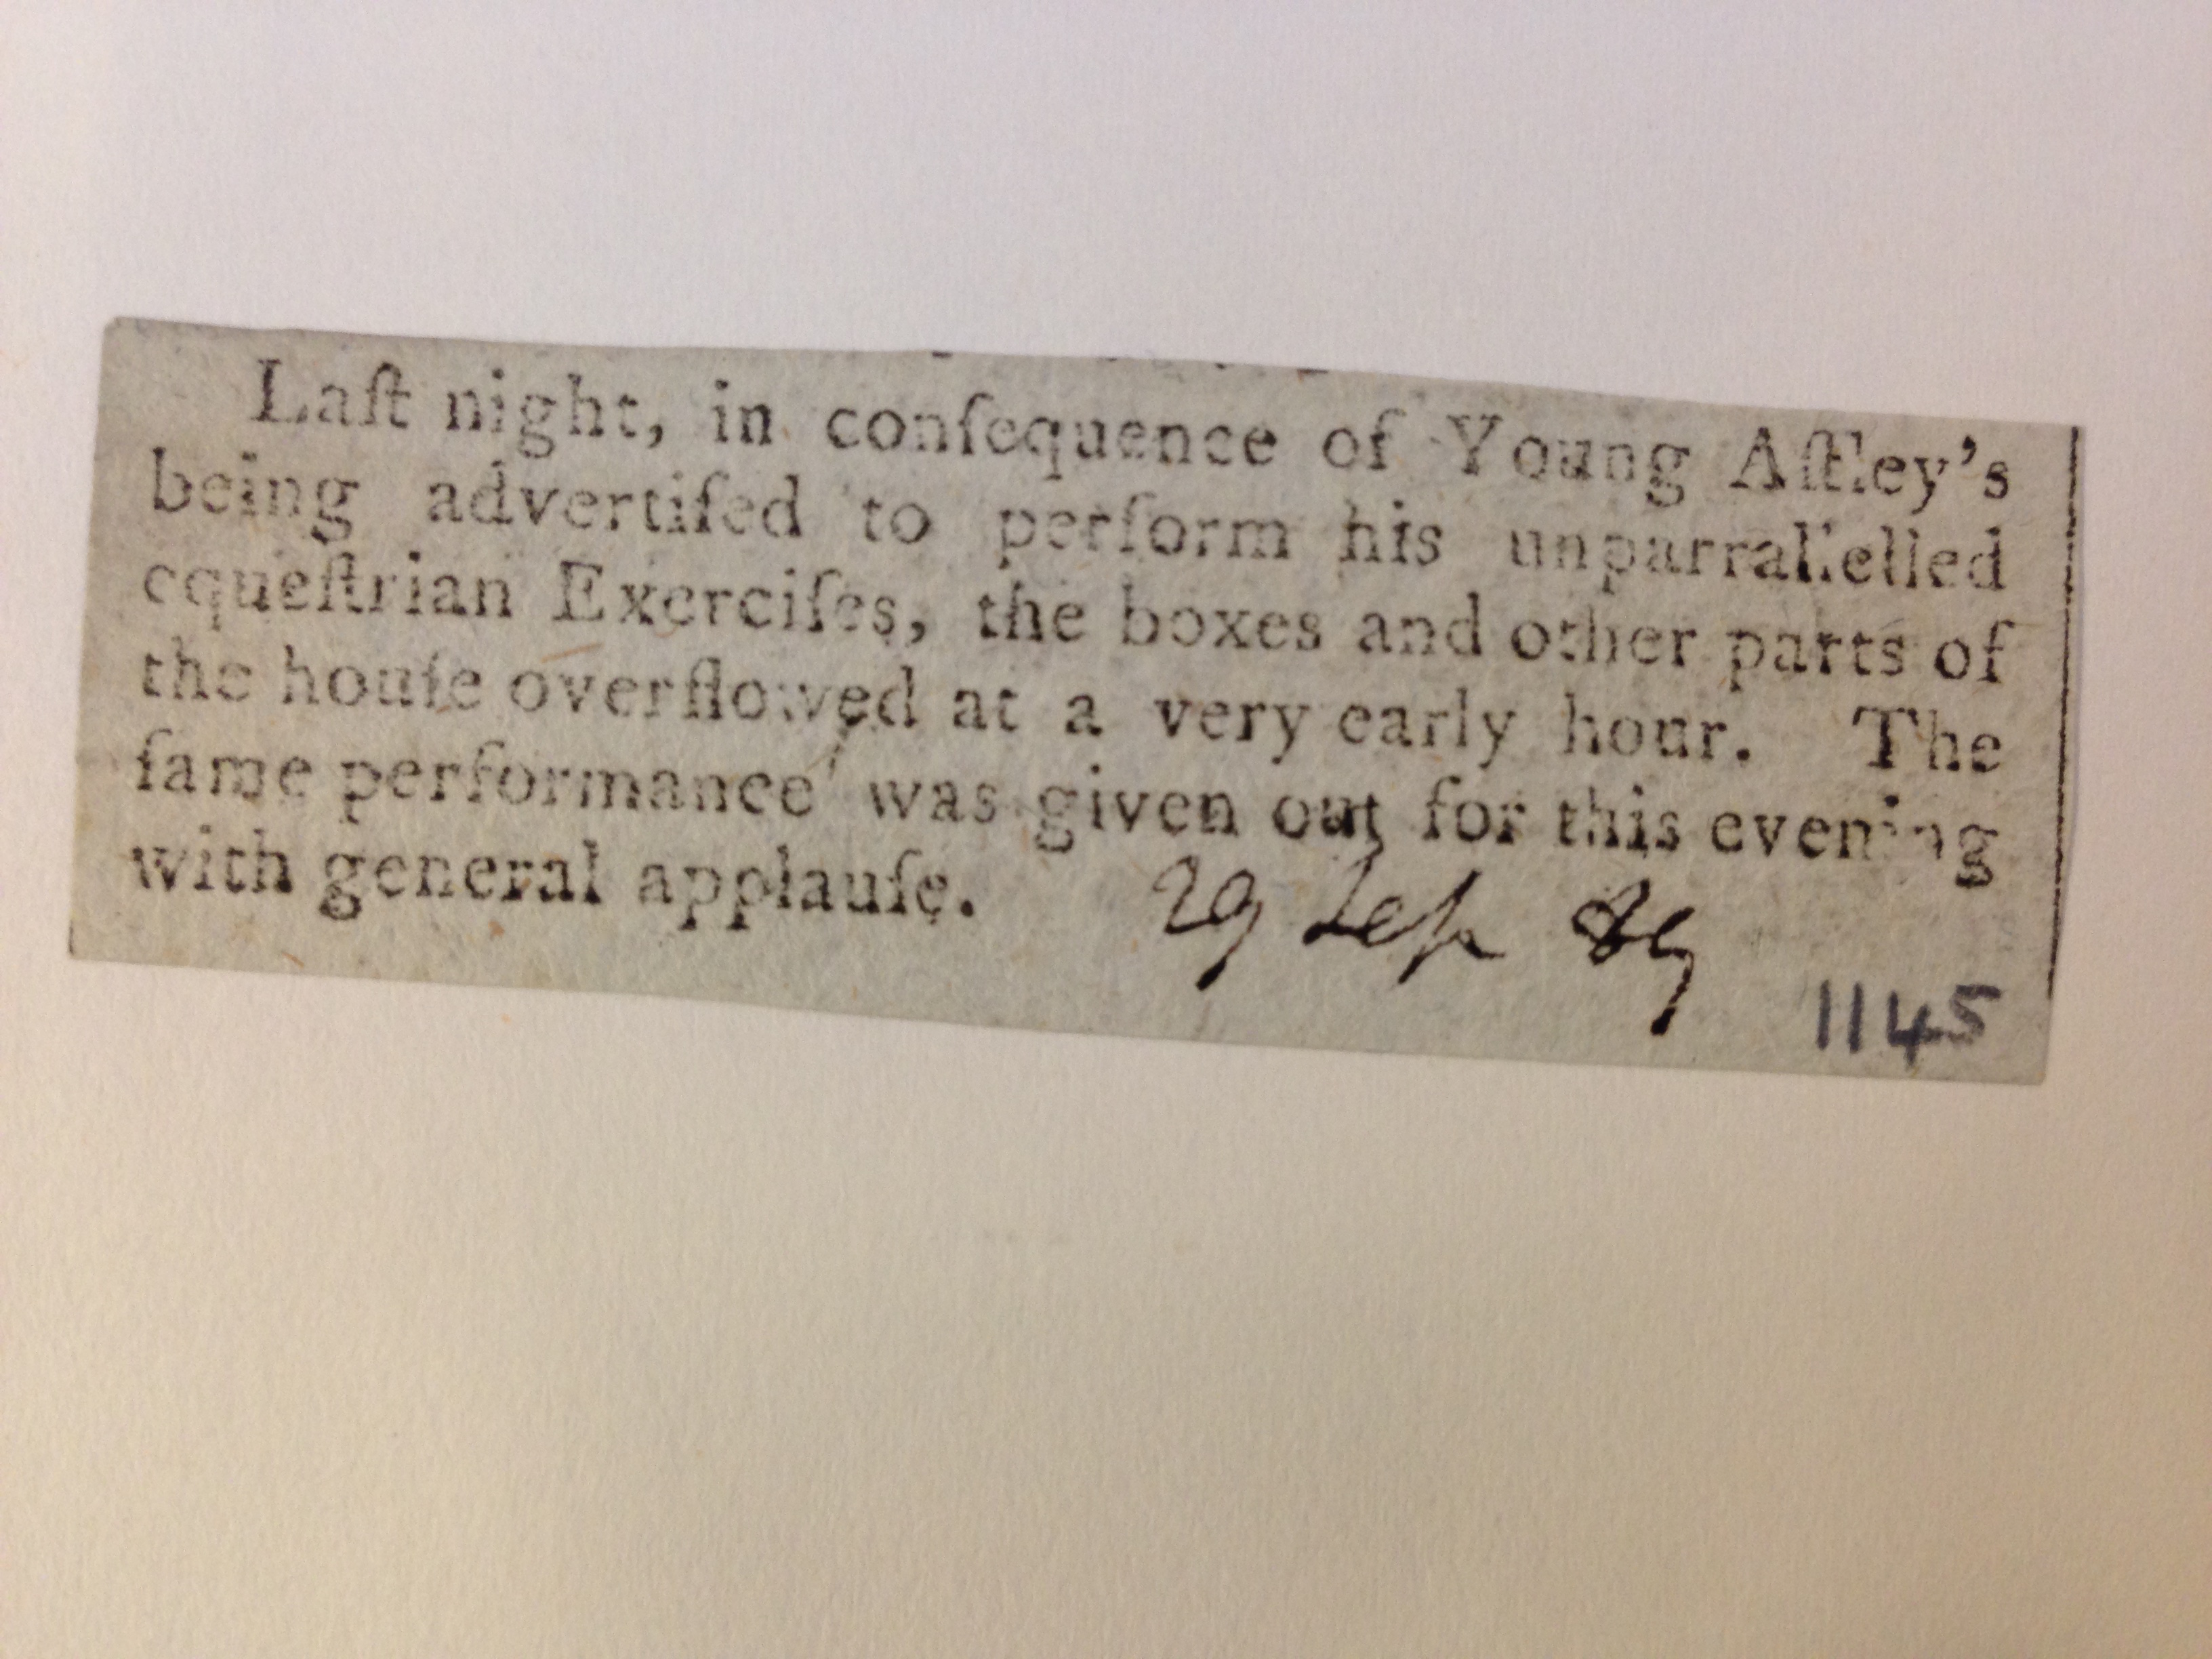 Laſt night, in conſequence of Young Aſtley's
being advertiſed to perform his unparrallelled
equeſtrian Exerciſes, the boxes and other parts of
the houſe overflowed at a very early hour. The
ſame performance was given out for this evening
with general applauſe. 29 Sep 89
1145